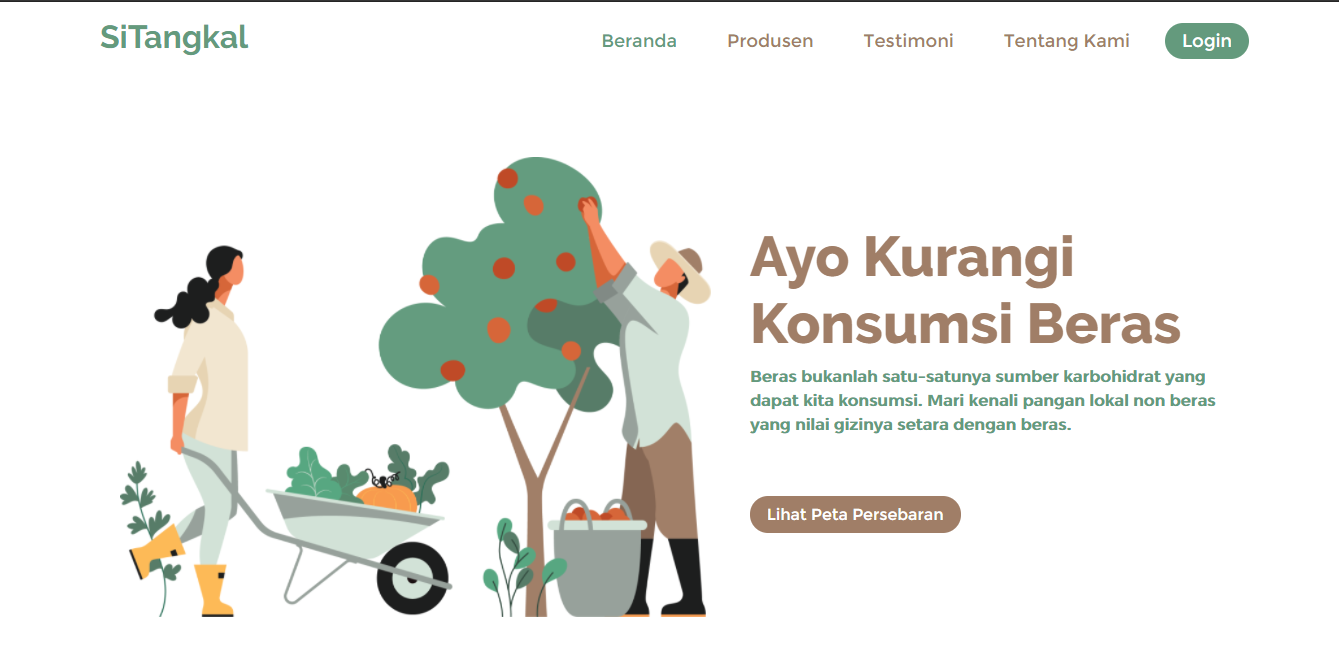 SiTangkal
Beranda
Produsen
Testimoni
Tentang Kami
Login
Ayo Kurangi
Konsumsi Beras
Beras bukanlah satu-satunya sumber karbohidrat yang
dapat kita konsumsi. Mari kenali pangan lokal non beras
yang nilai gizinya setara dengan beras.
Lihat Peta Persebaran